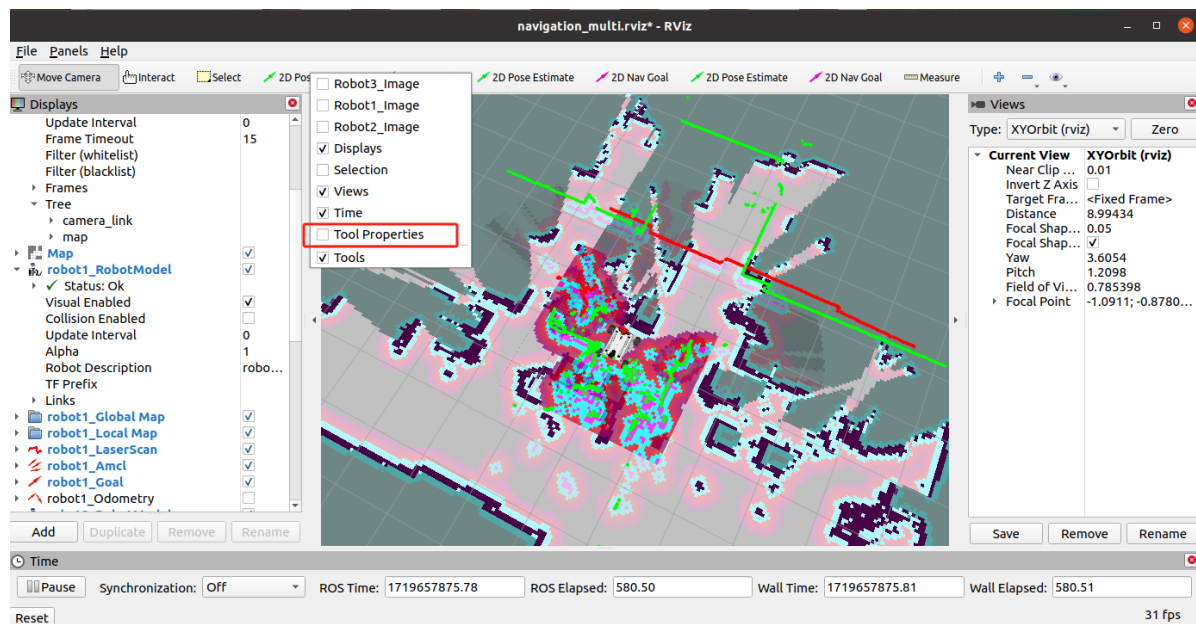 navigation_multi.rviz* - RViz
File Panels Help
Move Camera Interact Select 2D Pos 2D Pose Estimate 2D Nav Goal 2D Pose Estimate 2D Nav Goal Measure
Robot3_Image
Robot1_Image
Robot2_Image
Displays
Selection
Views
Time
Tool Properties
Tools
Displays
Update Interval 0
Frame Timeout 15
Filter (whitelist)
Filter (blacklist)
Frames
Tree
camera_link
map
Map
robot1_RobotModel
Status: Ok
Visual Enabled
Collision Enabled
Update Interval 0
Alpha 1
Robot Description robo...
TF Prefix
Links
robot1_Global Map
robot1_Local Map
robot1_LaserScan
robot1_Amcl
robot1_Goal
robot1_Odometry
Add Duplicate Remove Rename
Views
Type: XYOrbit (rviz) Zero
Current View XYOrbit (rviz)
Near Clip ... 0.01
Invert Z Axis
Target Fra... <Fixed Frame>
Distance 8.99434
Focal Shap... 0.05
Focal Shap...
Yaw 3.6054
Pitch 1.2098
Field of Vi... 0.785398
Focal Point -1.0911; -0.8780...
Save Remove Rename
Time
Pause Synchronization: Off ROS Time: 1719657875.78 ROS Elapsed: 580.50 Wall Time: 1719657875.81 Wall Elapsed: 580.51
Reset 31 fps